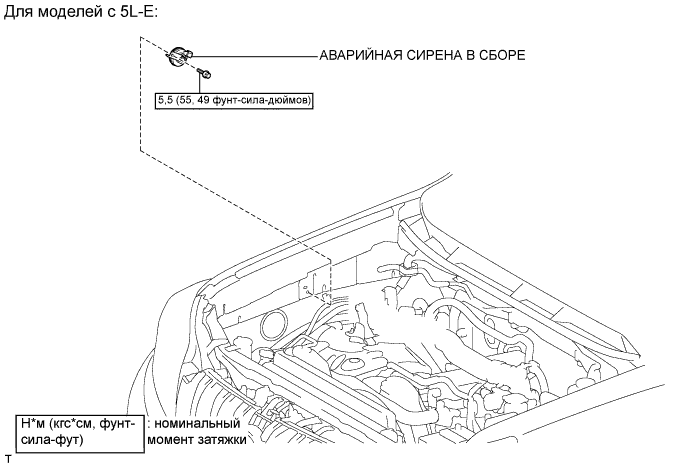 Для моделей с 5L-E:
АВАРИЙНАЯ СИРЕНА В СБОРЕ
5,5 (55, 49 фунт-сила-дюймов)
Н*м (кгс*см, фунт-
сила-фут)
: номинальный
момент затяжки
T